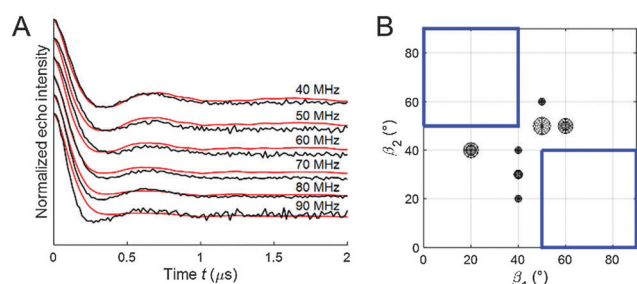 A
Normalized echo intensity
40 MHz
50 MHz
60 MHz
70 MHz
80 MHz
90 MHz
0
0.5
1
1.5
2
Time t (μs)
B
β2 (°)
80
60
40
20
0
0
20
40
60
80
(°)